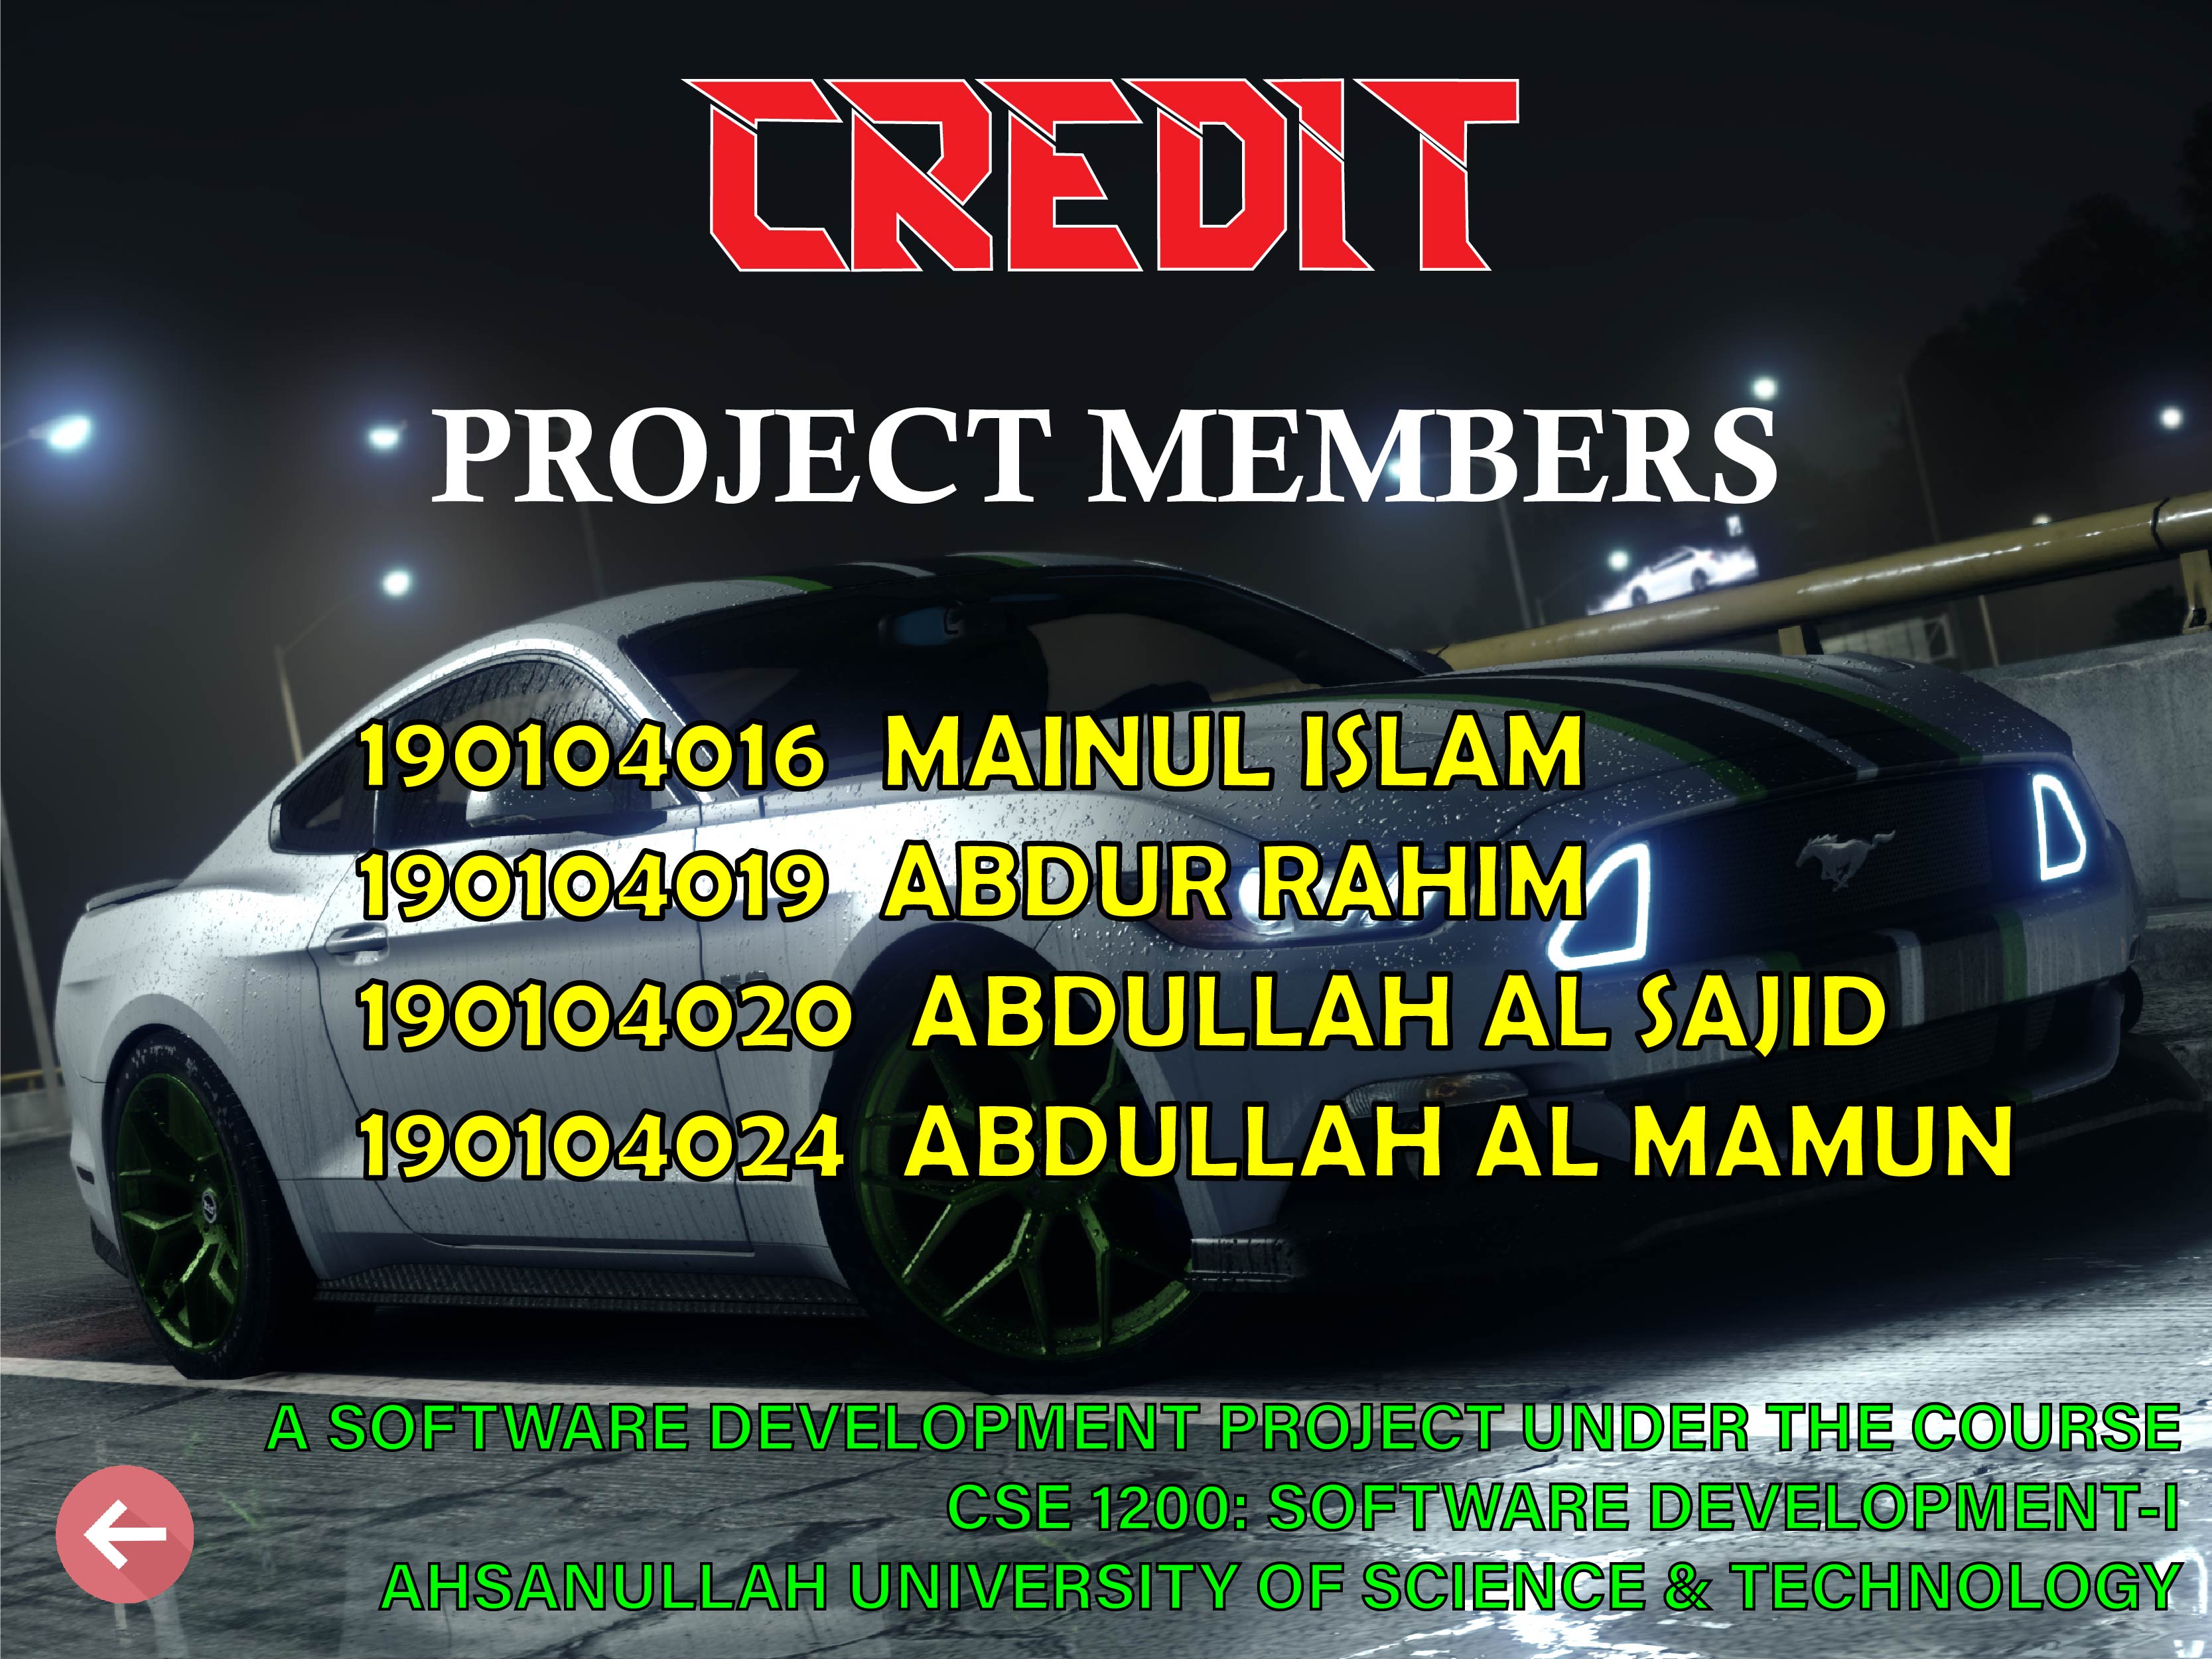 CREDIT
PROJECT MEMBERS
190104016 MAINUL ISLAM
190104019 ABDUR RAHIM
190104020 ABDULLAH AL SAJID
190104024 ABDULLAH AL MAMUN
A SOFTWARE DEVELOPMENT PROJECT UNDER THE COURSE
CSE 1200: SOFTWARE DEVELOPMENT-I
AHSANULLAH UNIVERSITY OF SCIENCE & TECHNOLOGY